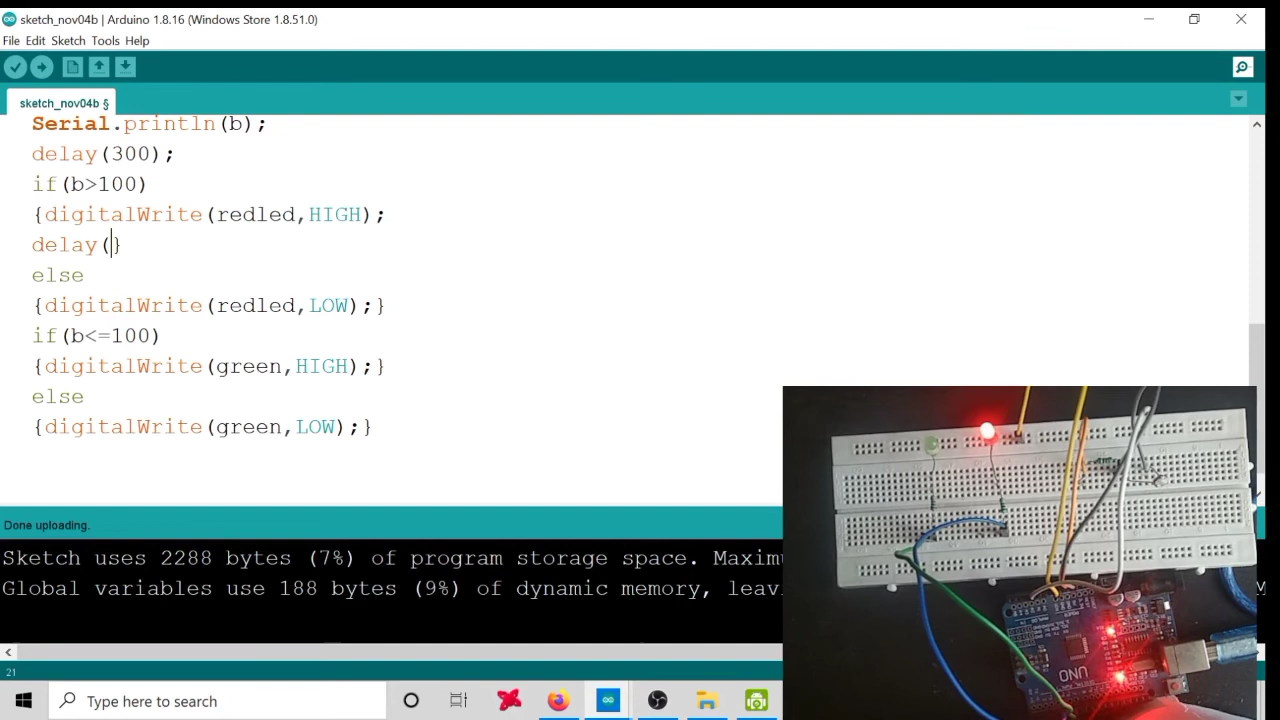 sketch_nov04b | Arduino 1.8.16 (Windows Store 1.8.51.0)
File Edit Sketch Tools Help
sketch_nov04b §
Serial.println(b);
delay(300);
if(b>100)
{digitalWrite(redled,HIGH);
delay(}
else
{digitalWrite(redled,LOW);}
if(b<=100)
{digitalWrite(green,HIGH);}
else
{digitalWrite(green,LOW);}
Done uploading.
Sketch uses 2288 bytes (7%) of program storage space. Maximu
Global variables use 188 bytes (9%) of dynamic memory, leavi
21
Type here to search
UNO